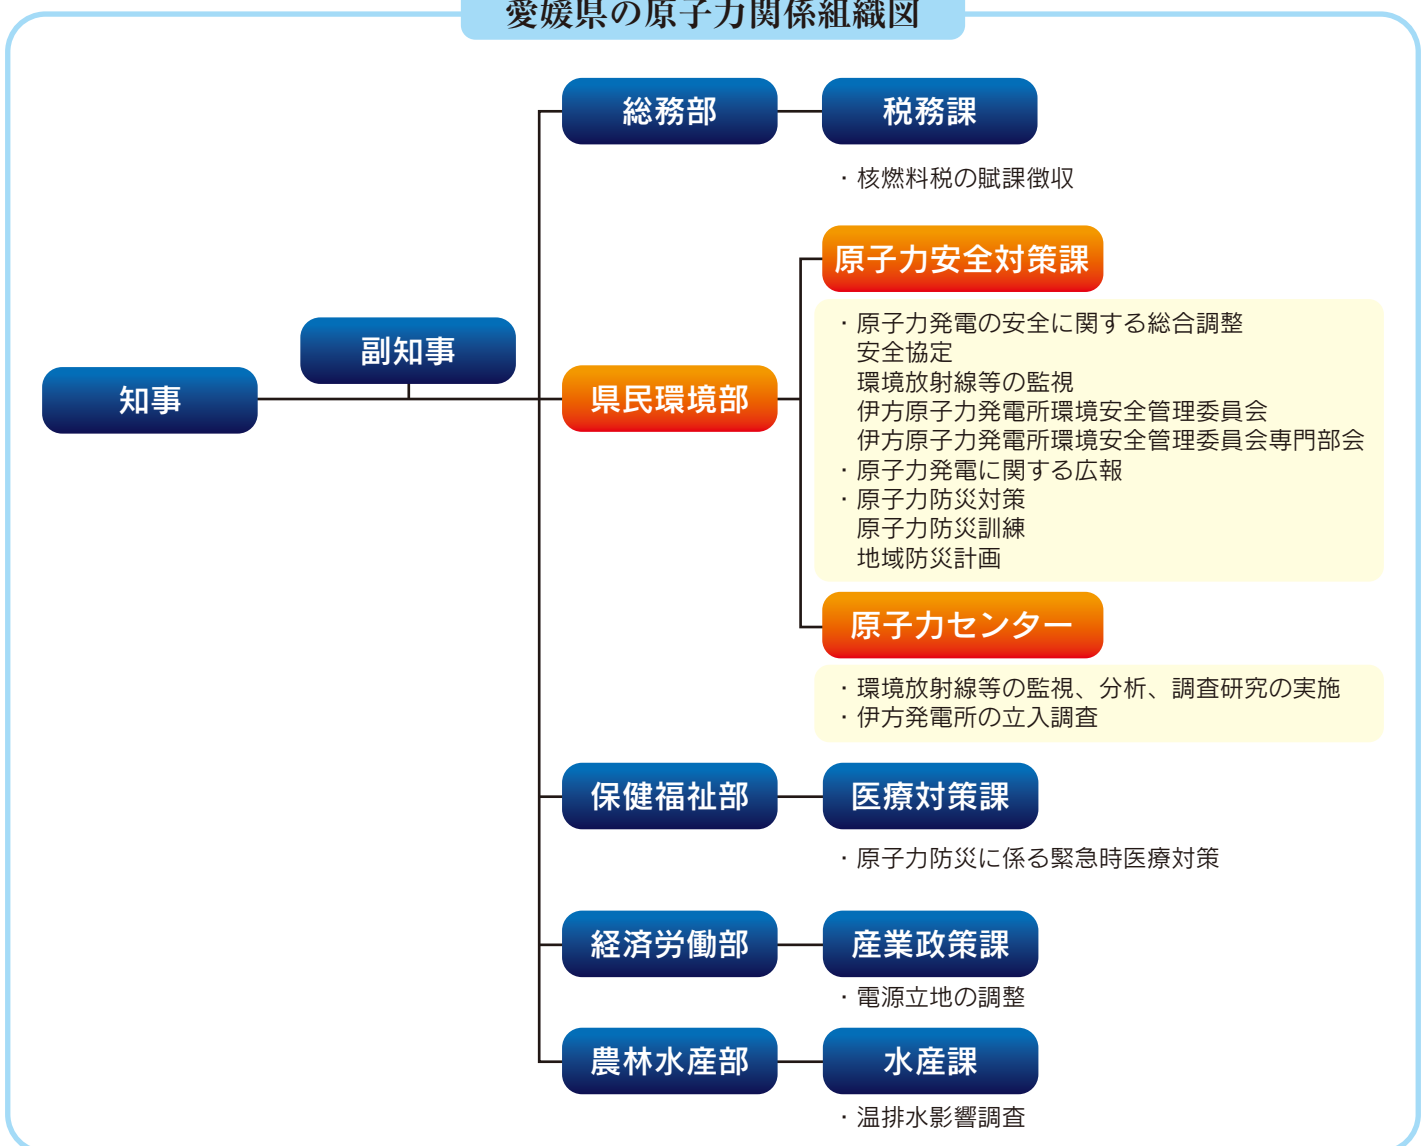 愛媛県の原子力関係組織図
知事
副知事
総務部
税務課
・核燃料税の賦課徴収
県民環境部
原子力安全対策課
・原子力発電の安全に関する総合調整
安全協定
環境放射線等の監視
伊方原子力発電所環境安全管理委員会
伊方原子力発電所環境安全管理委員会専門部会
・原子力発電に関する広報
・原子力防災対策
原子力防災訓練
地域防災計画
原子力センター
・環境放射線等の監視、分析、調査研究の実施
・伊方発電所の立入調査
保健福祉部
医療対策課
・原子力防災に係る緊急時医療対策
経済労働部
産業政策課
・電源立地の調整
農林水産部
水産課
・温排水影響調査